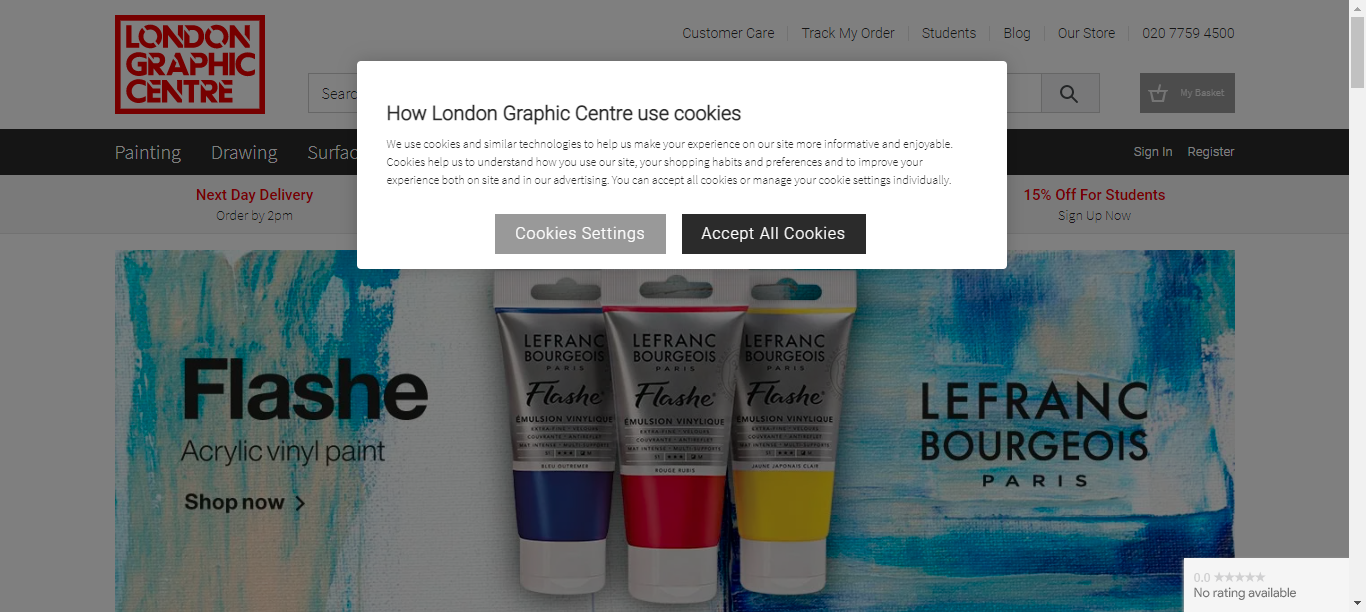 LONDON
GRAPHIC
CENTRE
Customer Care
Track My Order
Students
Blog
Our Store
020 7759 4500
Searc
My Basket
Painting
Drawing
Surfac
Sign In
Register
Next Day Delivery
Order by 2pm
15% Off For Students
Sign Up Now
How London Graphic Centre use cookies
We use cookies and similar technologies to help us make your experience on our site more informative and enjoyable.
Cookies help us to understand how you use our site, your shopping habits and preferences and to improve your
experience both on site and in our advertising. You can accept all cookies or manage your cookie settings individually.
Cookies Settings
Accept All Cookies
Flashe
Acrylic vinyl paint
Shop now
LEFRANC
BOURGEOIS
PARIS
Flashe
ÉMULSION VINYLIQUE
EXTRA-FINE • VELOURS
COUVRANTE • ANTIREFLET
MAT INTENSE • MULTI-SUPPORTS
BLEU OUTREMER
LEFRANC
BOURGEOIS
PARIS
Flashe
ÉMULSION VINYLIQUE
EXTRA-FINE • VELOURS
COUVRANTE • ANTIREFLET
MAT INTENSE • MULTI-SUPPORTS
ROUGE RUBIS
LEFRANC
BOURGEOIS
PARIS
Flashe
ÉMULSION VINYLIQUE
EXTRA-FINE • VELOURS
COUVRANTE • ANTIREFLET
MAT INTENSE • MULTI-SUPPORTS
JAUNE JAPONAIS CLAIR
LEFRANC
BOURGEOIS
PARIS
0.0 ★★★★★
No rating available